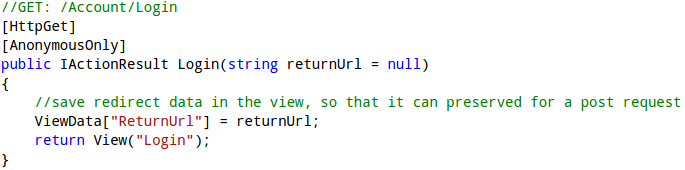 //GET: /Account/Login
[HttpGet]
[AnonymousOnly]
public IActionResult Login(string returnUrl = null)
{
    //save redirect data in the view, so that it can preserved for a post request
    ViewData["ReturnUrl"] = returnUrl;
    return View("Login");
}